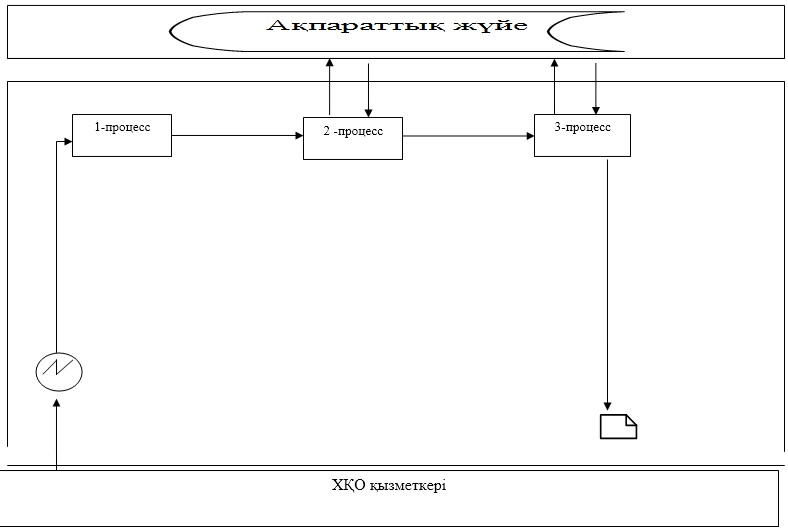 Ақпараттық жүйе
1-процесс
2 -процесс
3-процесс
ХҚО қызметкері